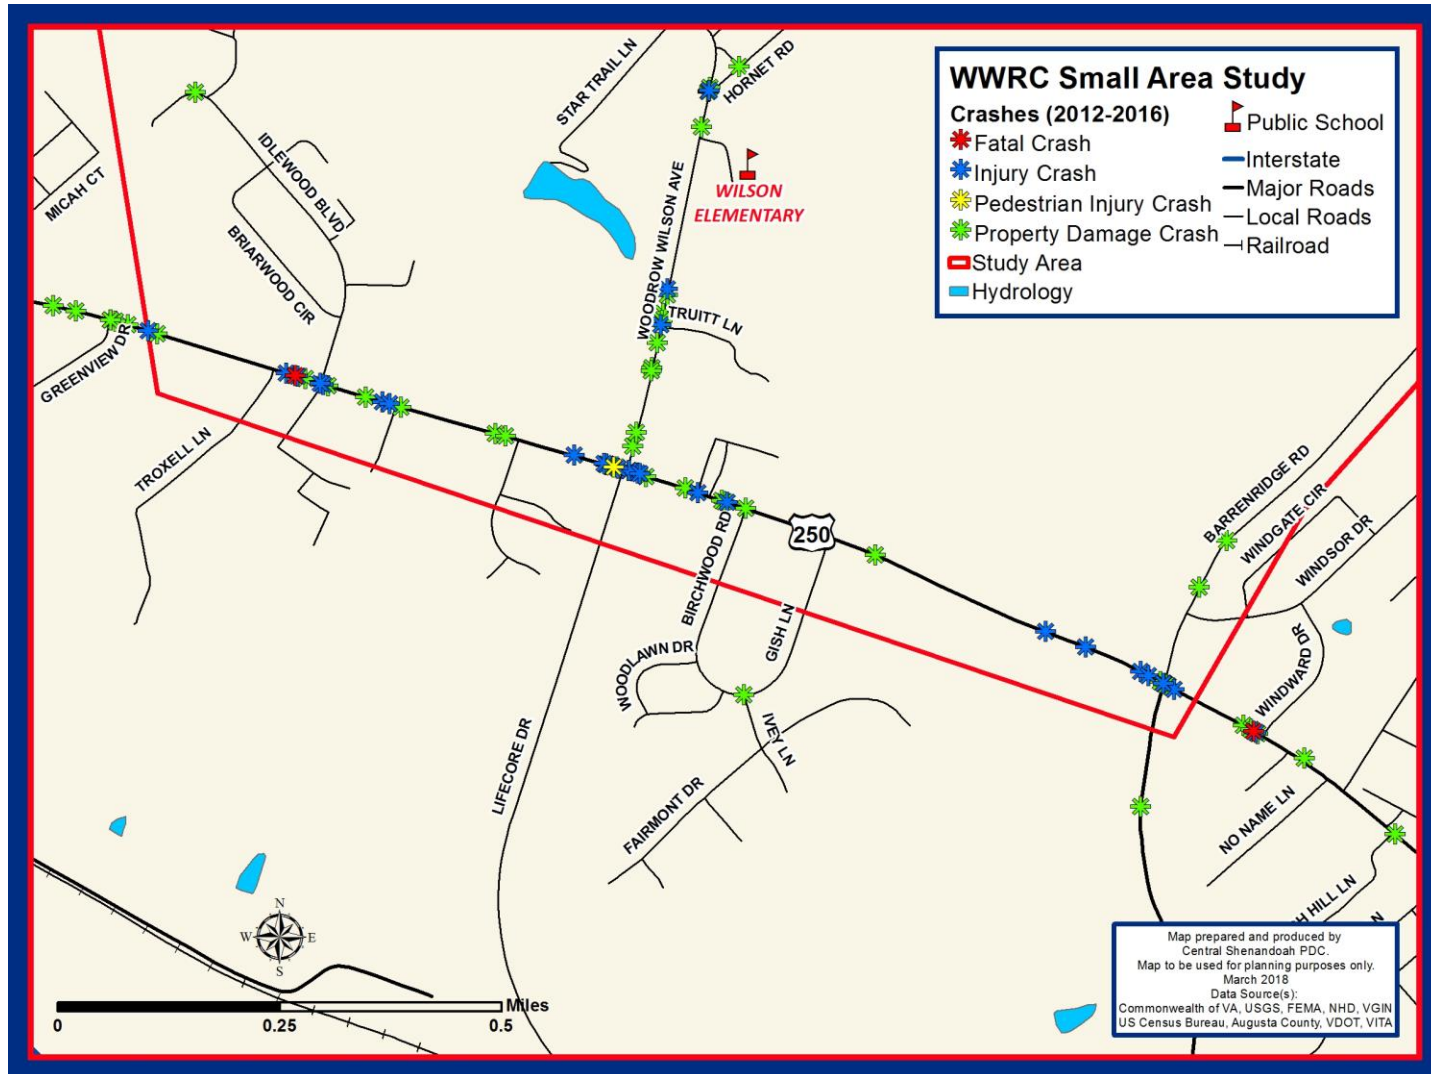 WWRC Small Area Study
Crashes (2012-2016)
Fatal Crash
Injury Crash
Pedestrian Injury Crash
Property Damage Crash
Study Area
Hydrology
Public School
Interstate
Major Roads
Local Roads
Railroad
STAR TRAIL LN
HORNET RD
IDLEWOOD BLVD
MICAH CT
WOODROW WILSON AVE
WILSON
ELEMENTARY
BRIARWOOD CIR
TRUITT LN
GREENVIEW DR
TROXELL LN
BARRENRIDGE RD
WINDGATE CIR
WINDSOR DR
250
BIRCHWOOD RD
GISH LN
WOODLAWN DR
WINDWARD DR
IVEY LN
LIFECORE DR
FAIRMONT DR
NO NAME LN
H HILL LN
N
N
W
E
S
Miles
0
0.25
0.5
Map prepared and produced by
Central Shenandoah PDC.
Map to be used for planning purposes only.
March 2018
Data Source(s):
Commonwealth of VA, USGS, FEMA, NHD, VGIN
US Census Bureau, Augusta County, VDOT, VITA